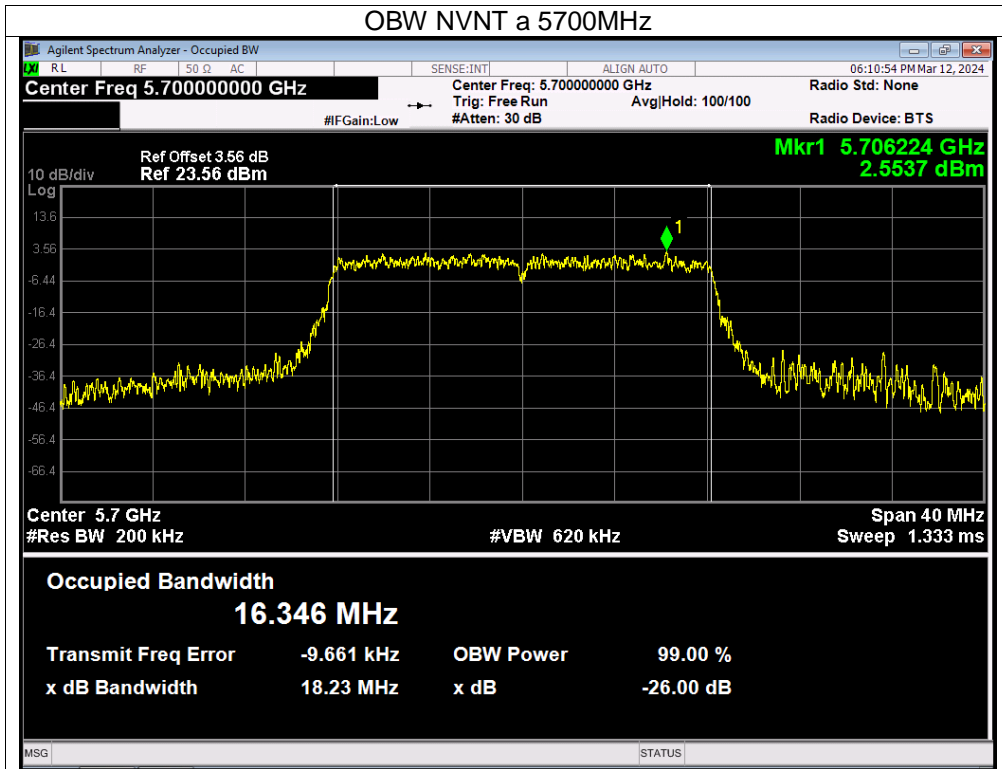 OBW NVNT a 5700MHz
Agilent Spectrum Analyzer - Occupied BW
LXI RL RF 50 Ω AC SENSE:INT ALIGN AUTO 06:10:54 PM Mar 12, 2024
Center Freq 5.700000000 GHz Center Freq: 5.700000000 GHz Radio Std: None
Trig: Free Run Avg|Hold: 100/100
#IFGain:Low #Atten: 30 dB Radio Device: BTS
Mkr1 5.706224 GHz
2.5537 dBm
Ref Offset 3.56 dB
10 dB/div Ref 23.56 dBm
Log
13.6
1
3.56
-6.44
-16.4
-26.4
-36.4
-46.4
-56.4
-66.4
Center 5.7 GHz Span 40 MHz
#Res BW 200 kHz #VBW 620 kHz Sweep 1.333 ms
Occupied Bandwidth
16.346 MHz
Transmit Freq Error -9.661 kHz OBW Power 99.00 %
x dB Bandwidth 18.23 MHz x dB -26.00 dB
MSG STATUS